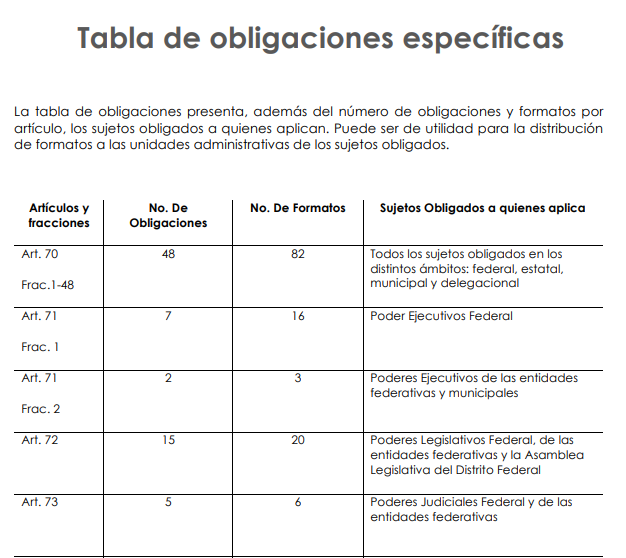 Tabla de obligaciones específicas
La tabla de obligaciones presenta, además del número de obligaciones y formatos por
artículo, los sujetos obligados a quienes aplican. Puede ser de utilidad para la distribución
de formatos a las unidades administrativas de los sujetos obligados.
Artículos y fracciones
No. De Obligaciones
No. De Formatos
Sujetos Obligados a quienes aplica
Art. 70
Frac.1-48
48
82
Todos los sujetos obligados en los
distintos ámbitos: federal, estatal,
municipal y delegacional
Art. 71
Frac. 1
7
16
Poder Ejecutivos Federal
Art. 71
Frac. 2
2
3
Poderes Ejecutivos de las entidades
federativas y municipales
Art. 72
15
20
Poderes Legislativos Federal, de las
entidades federativas y la Asamblea
Legislativa del Distrito Federal
Art. 73
5
6
Poderes Judiciales Federal y de las
entidades federativas